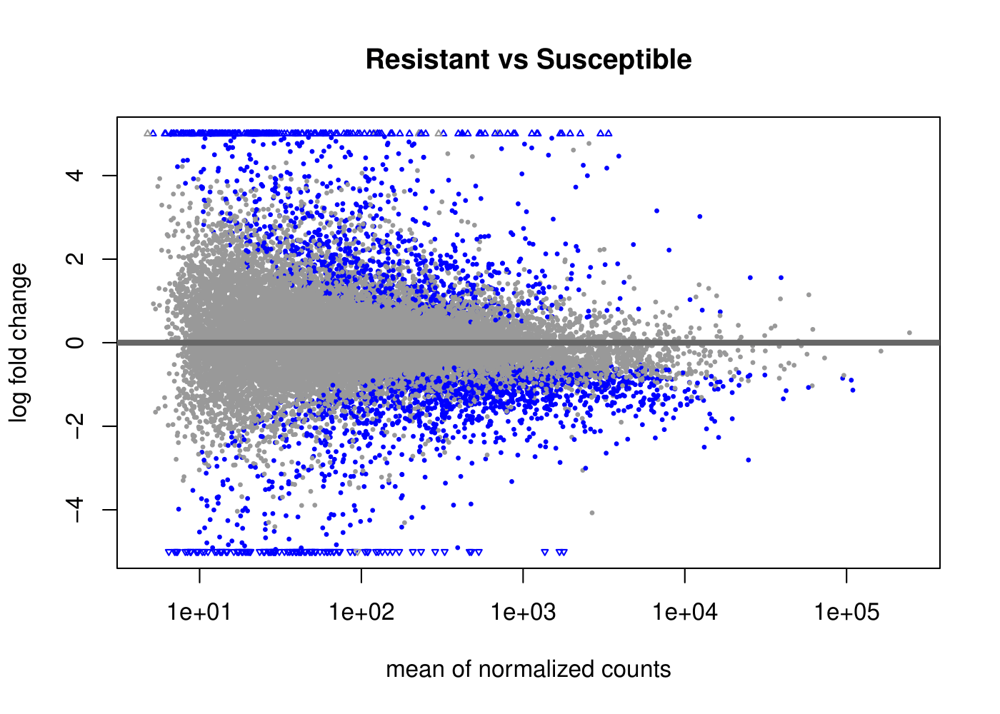 Resistant vs Susceptible
log fold change
4
2
0
−2
−4
1e+01 1e+02 1e+03 1e+04 1e+05
mean of normalized counts